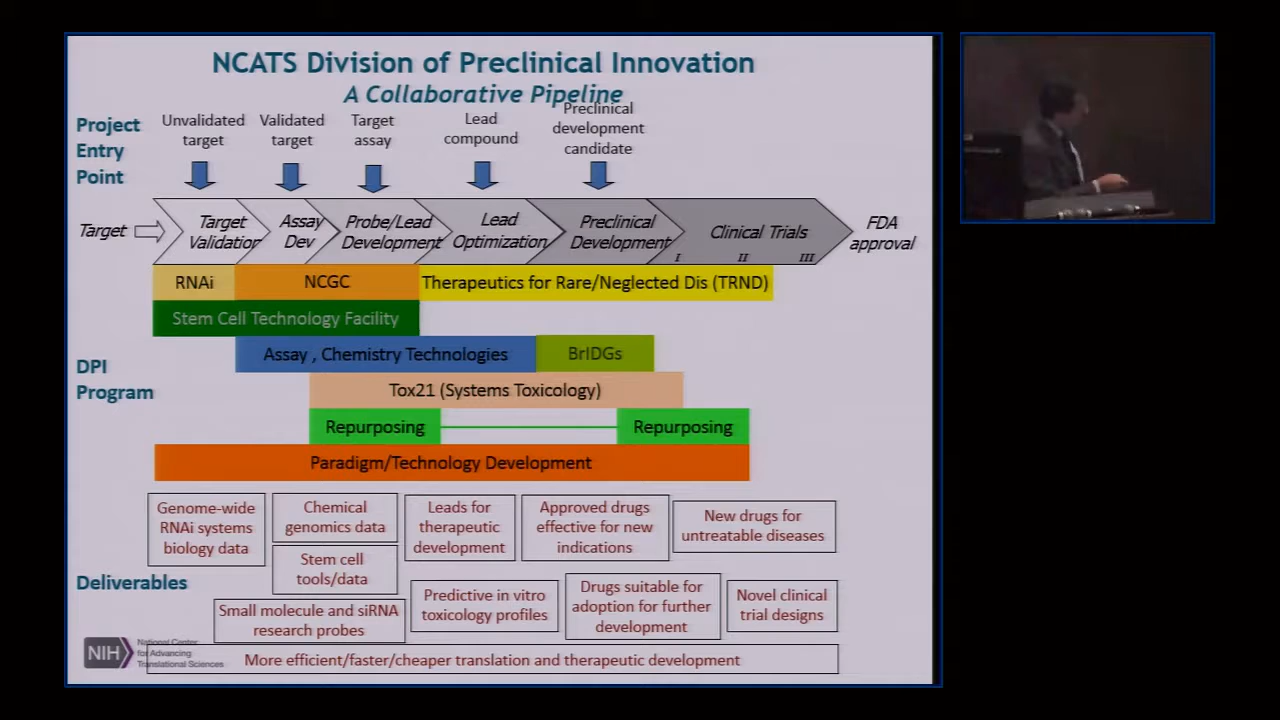 NCATS Division of Preclinical Innovation
A Collaborative Pipeline
Project
Entry
Point
Unvalidated
target
Validated
target
Target
assay
Lead
compound
Preclinical
development
candidate
Target
Target
Validation
Assay
Dev
Probe/Lead
Development
Lead
Optimization
Preclinical
Development
Clinical Trials
I II III
FDA
approval
RNAi
NCGC
Therapeutics for Rare/Neglected Dis (TRND)
Stem Cell Technology Facility
DPI
Program
Assay , Chemistry Technologies
BrIDGs
Tox21 (Systems Toxicology)
Repurposing
Repurposing
Paradigm/Technology Development
Deliverables
Genome-wide
RNAi systems
biology data
Chemical
genomics data
Stem cell
tools/data
Small molecule and siRNA
research probes
Leads for
therapeutic
development
Predictive in vitro
toxicology profiles
Approved drugs
effective for new
indications
Drugs suitable for
adoption for further
development
New drugs for
untreatable diseases
Novel clinical
trial designs
NIH
National Center
for Advancing
Translational Sciences
More efficient/faster/cheaper translation and therapeutic development